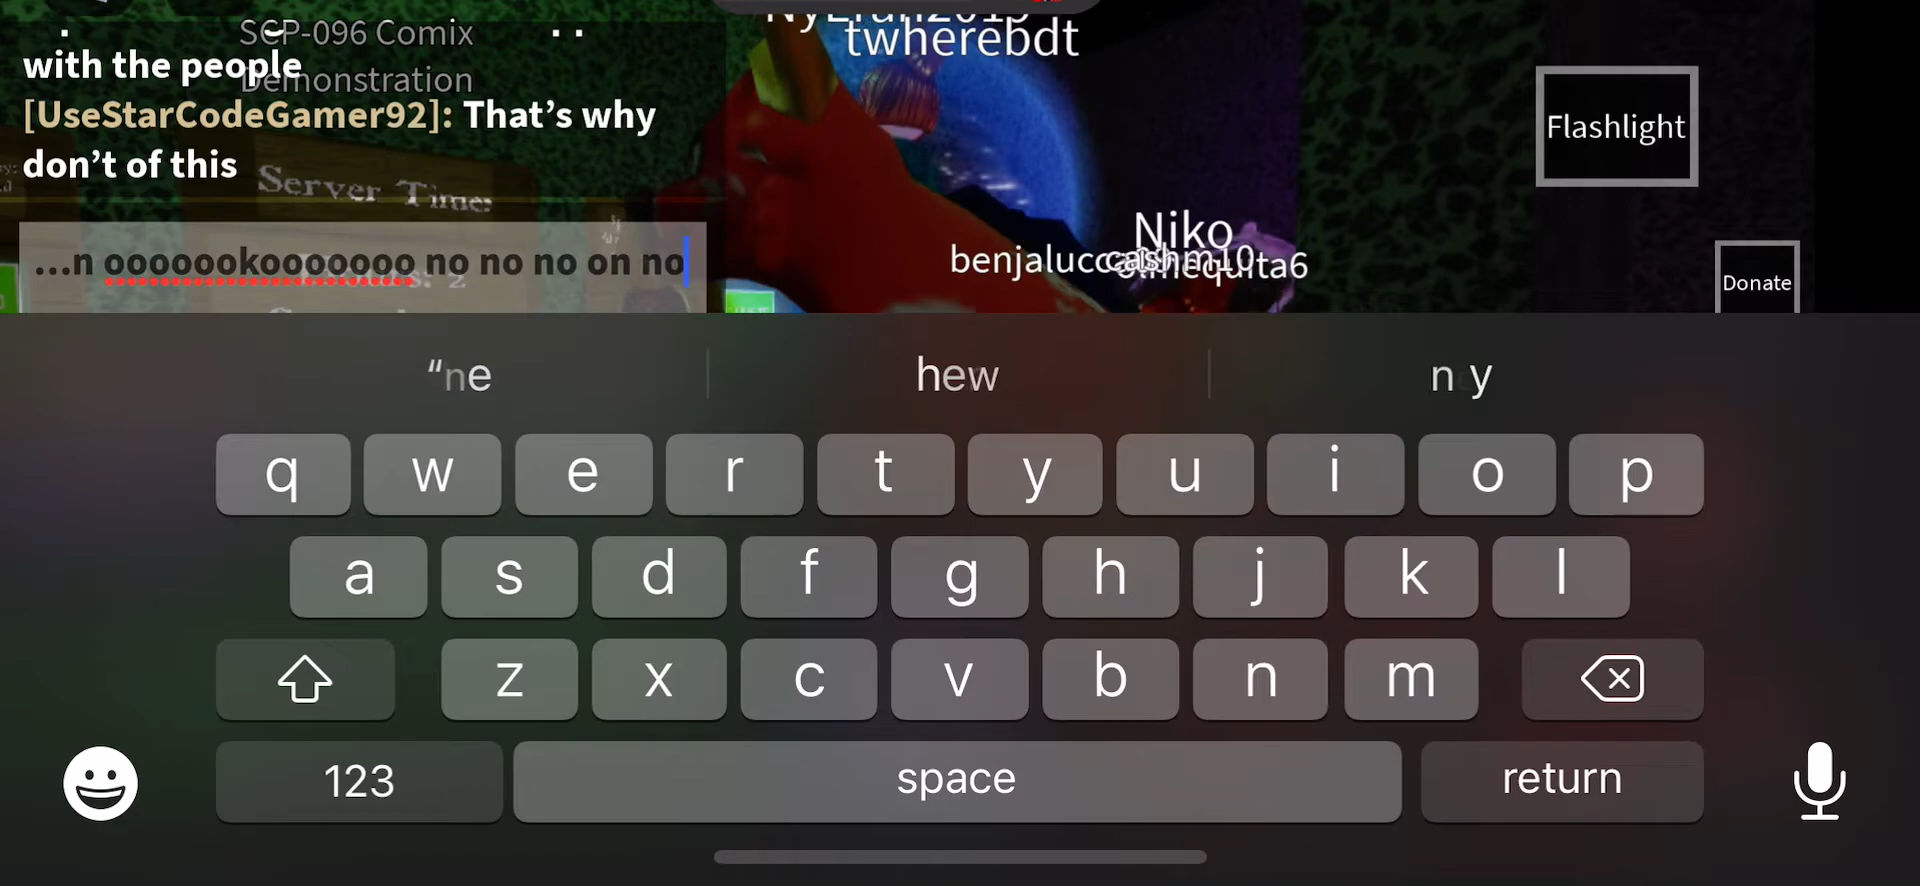 SCP-096 Comix
Demonstration
with the people
[UseStarCodeGamer92]: That’s why
don’t of this
Server Time:
...n oooooookooooooo no no no on no
twherebdt
Niko
Flashlight
Donate
“ne
hew
q w e r t y u i o p
a s d f g h j k l
z x c v b n m
123 space return